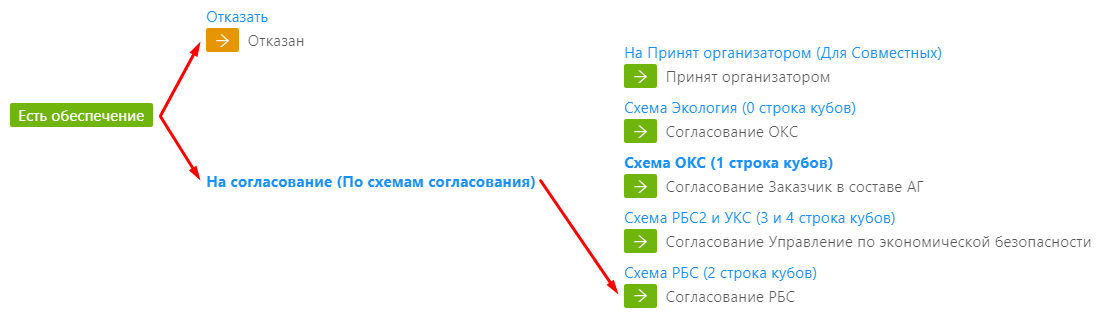 Отказать
Отказан
Есть обеспечение
На согласование (По схемам согласования)
На Принят организатором (Для Совместных)
Принят организатором
Схема Экология (0 строка кубов)
Согласование ОКС
Схема ОКС (1 строка кубов)
Согласование Заказчик в составе АГ
Схема РБС2 и УКС (3 и 4 строка кубов)
Согласование Управление по экономической безопасности
Схема РБС (2 строка кубов)
Согласование РБС